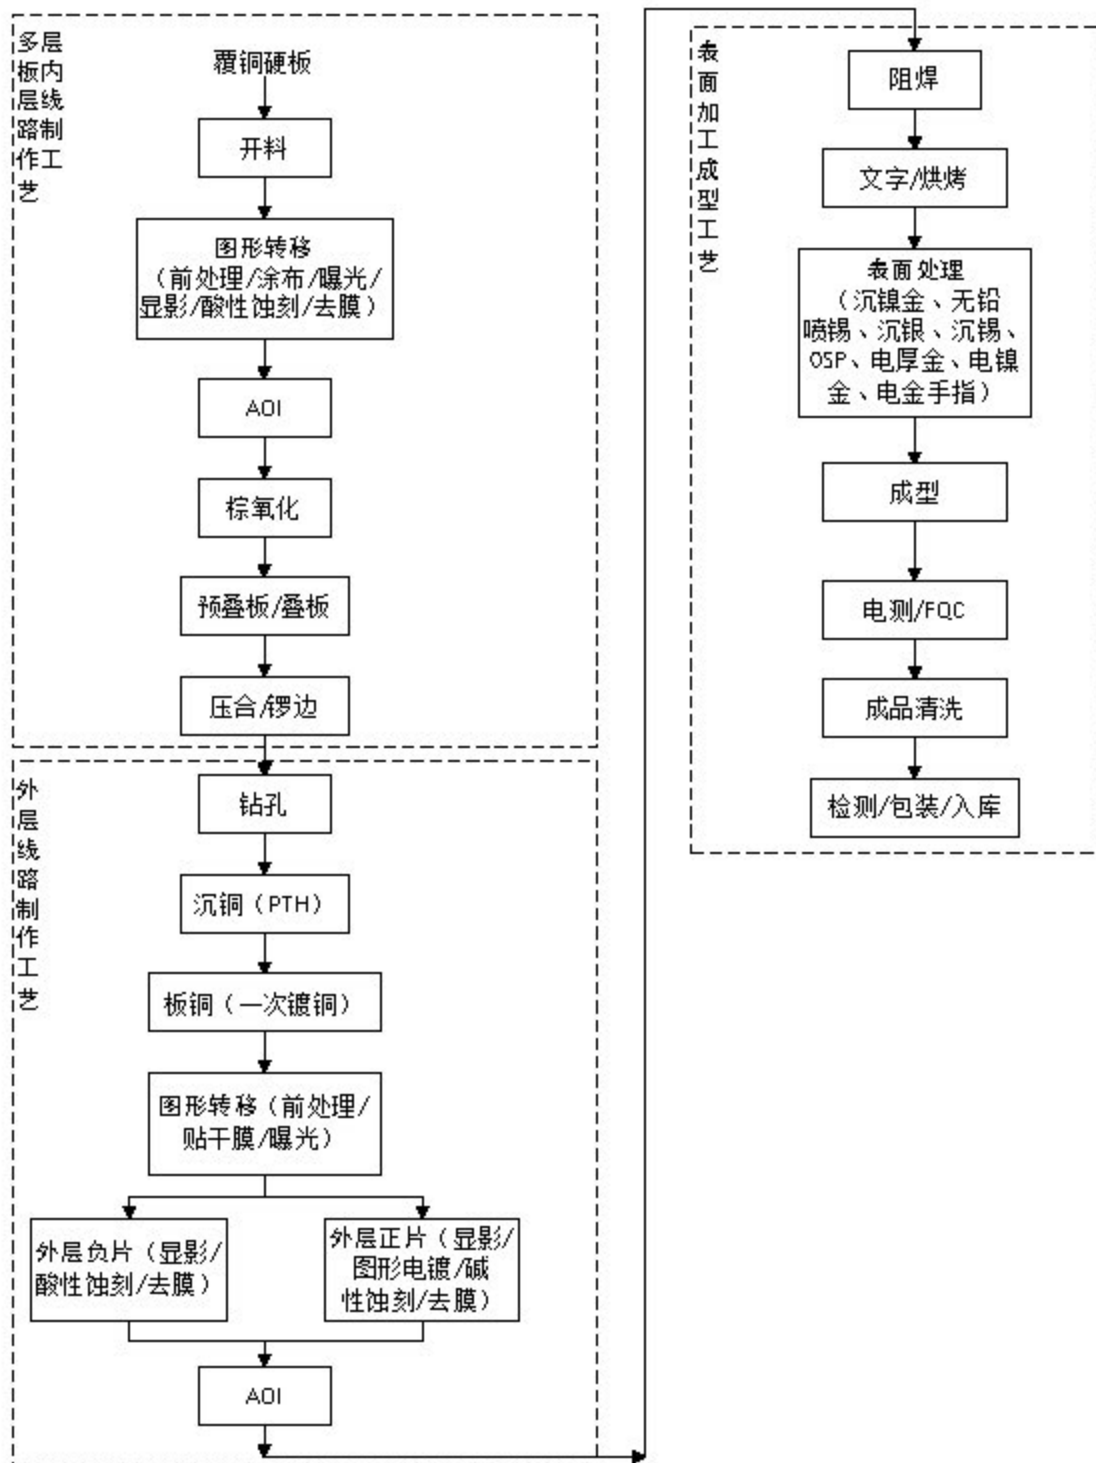 多层
板内
层线
路制
作工
艺
覆铜硬板
开料
图形转移
（前处理/涂布/曝光/
显影/酸性蚀刻/去膜）
AOI
棕氧化
预叠板/叠板
压合/锣边
外
层
线
路
制
作
工
艺
钻孔
沉铜（PTH）
板铜（一次镀铜）
图形转移（前处理/
贴干膜/曝光）
外层负片（显影/
酸性蚀刻/去膜）
外层正片（显影/
图形电镀/碱
性蚀刻/去膜）
AOI
表
面
加
工
成
型
工
艺
阻焊
文字/烘烤
表面处理
（沉镍金、无铅
喷锡、沉银、沉锡、
OSP、电厚金、电镍
金、电金手指）
成型
电测/FQC
成品清洗
检测/包装/入库